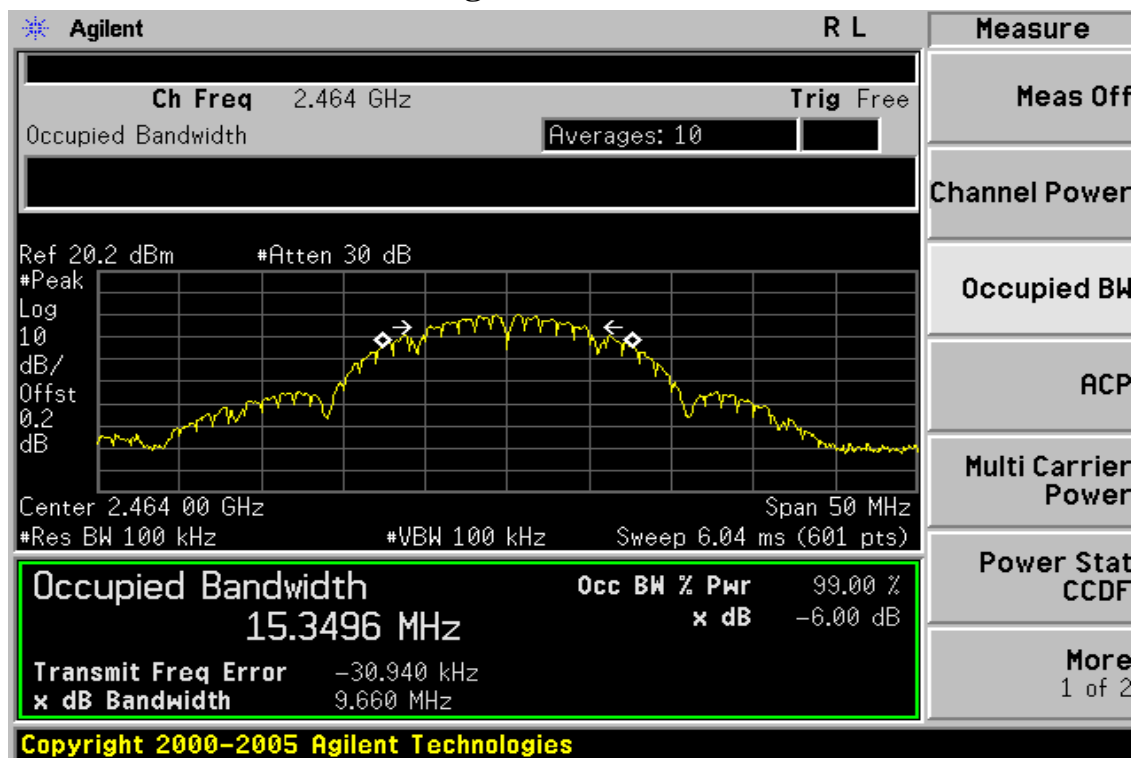 Agilent
R L
Measure
Ch Freq 2.464 GHz
Trig Free
Occupied Bandwidth
Averages: 10
Meas Off
Channel Power
Occupied BW
ACP
Multi Carrier
Power
Power Stat
CCDF
More
1 of 2
Ref 20.2 dBm
#Atten 30 dB
#Peak
Log
10
dB/
Offst
0.2
dB
Center 2.464 00 GHz
Span 50 MHz
#Res BW 100 kHz
#VBW 100 kHz
Sweep 6.04 ms (601 pts)
Occupied Bandwidth
15.3496 MHz
Occ BW % Pwr 99.00 %
x dB -6.00 dB
Transmit Freq Error -30.940 kHz
x dB Bandwidth 9.660 MHz
Copyright 2000-2005 Agilent Technologies